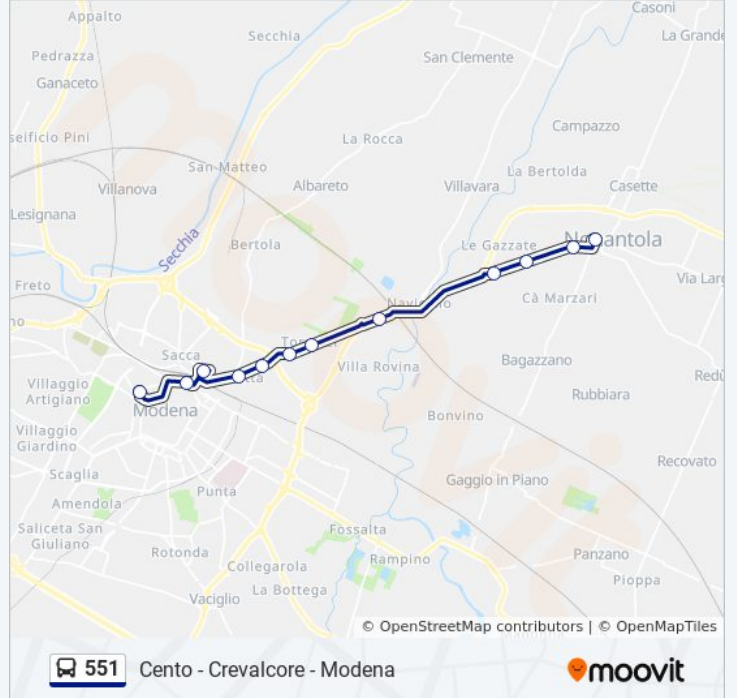 Casoni
Appalto
La Grande
Secchia
Pedrazza
San Clemente
Ganaceto
Campazzo
seificio Pini
La Rocca
San Matteo
La Bertolda
Villanova
Albareto
Villavara
Casette
Lesignana
Secchia
Bertola
Le Gazzate
Via Larg
Freto
Cà Marzari
Sacca
Villa Rovina
Bagazzano
Villaggio
Artigiano
Redù
Modena
Rubbiara
Bonvino
Villaggio
Giardino
Recovato
Scaglia
Punta
Gaggio in Piano
Amendola
Saliceta San
Giuliano
Fossalta
Rotonda
Rampino
Panzano
Collegarola
Pioppa
La Bottega
Vaciglio
© OpenStreetMap contributors | © OpenMapTiles
551 Cento - Crevalcore - Modena
moovit